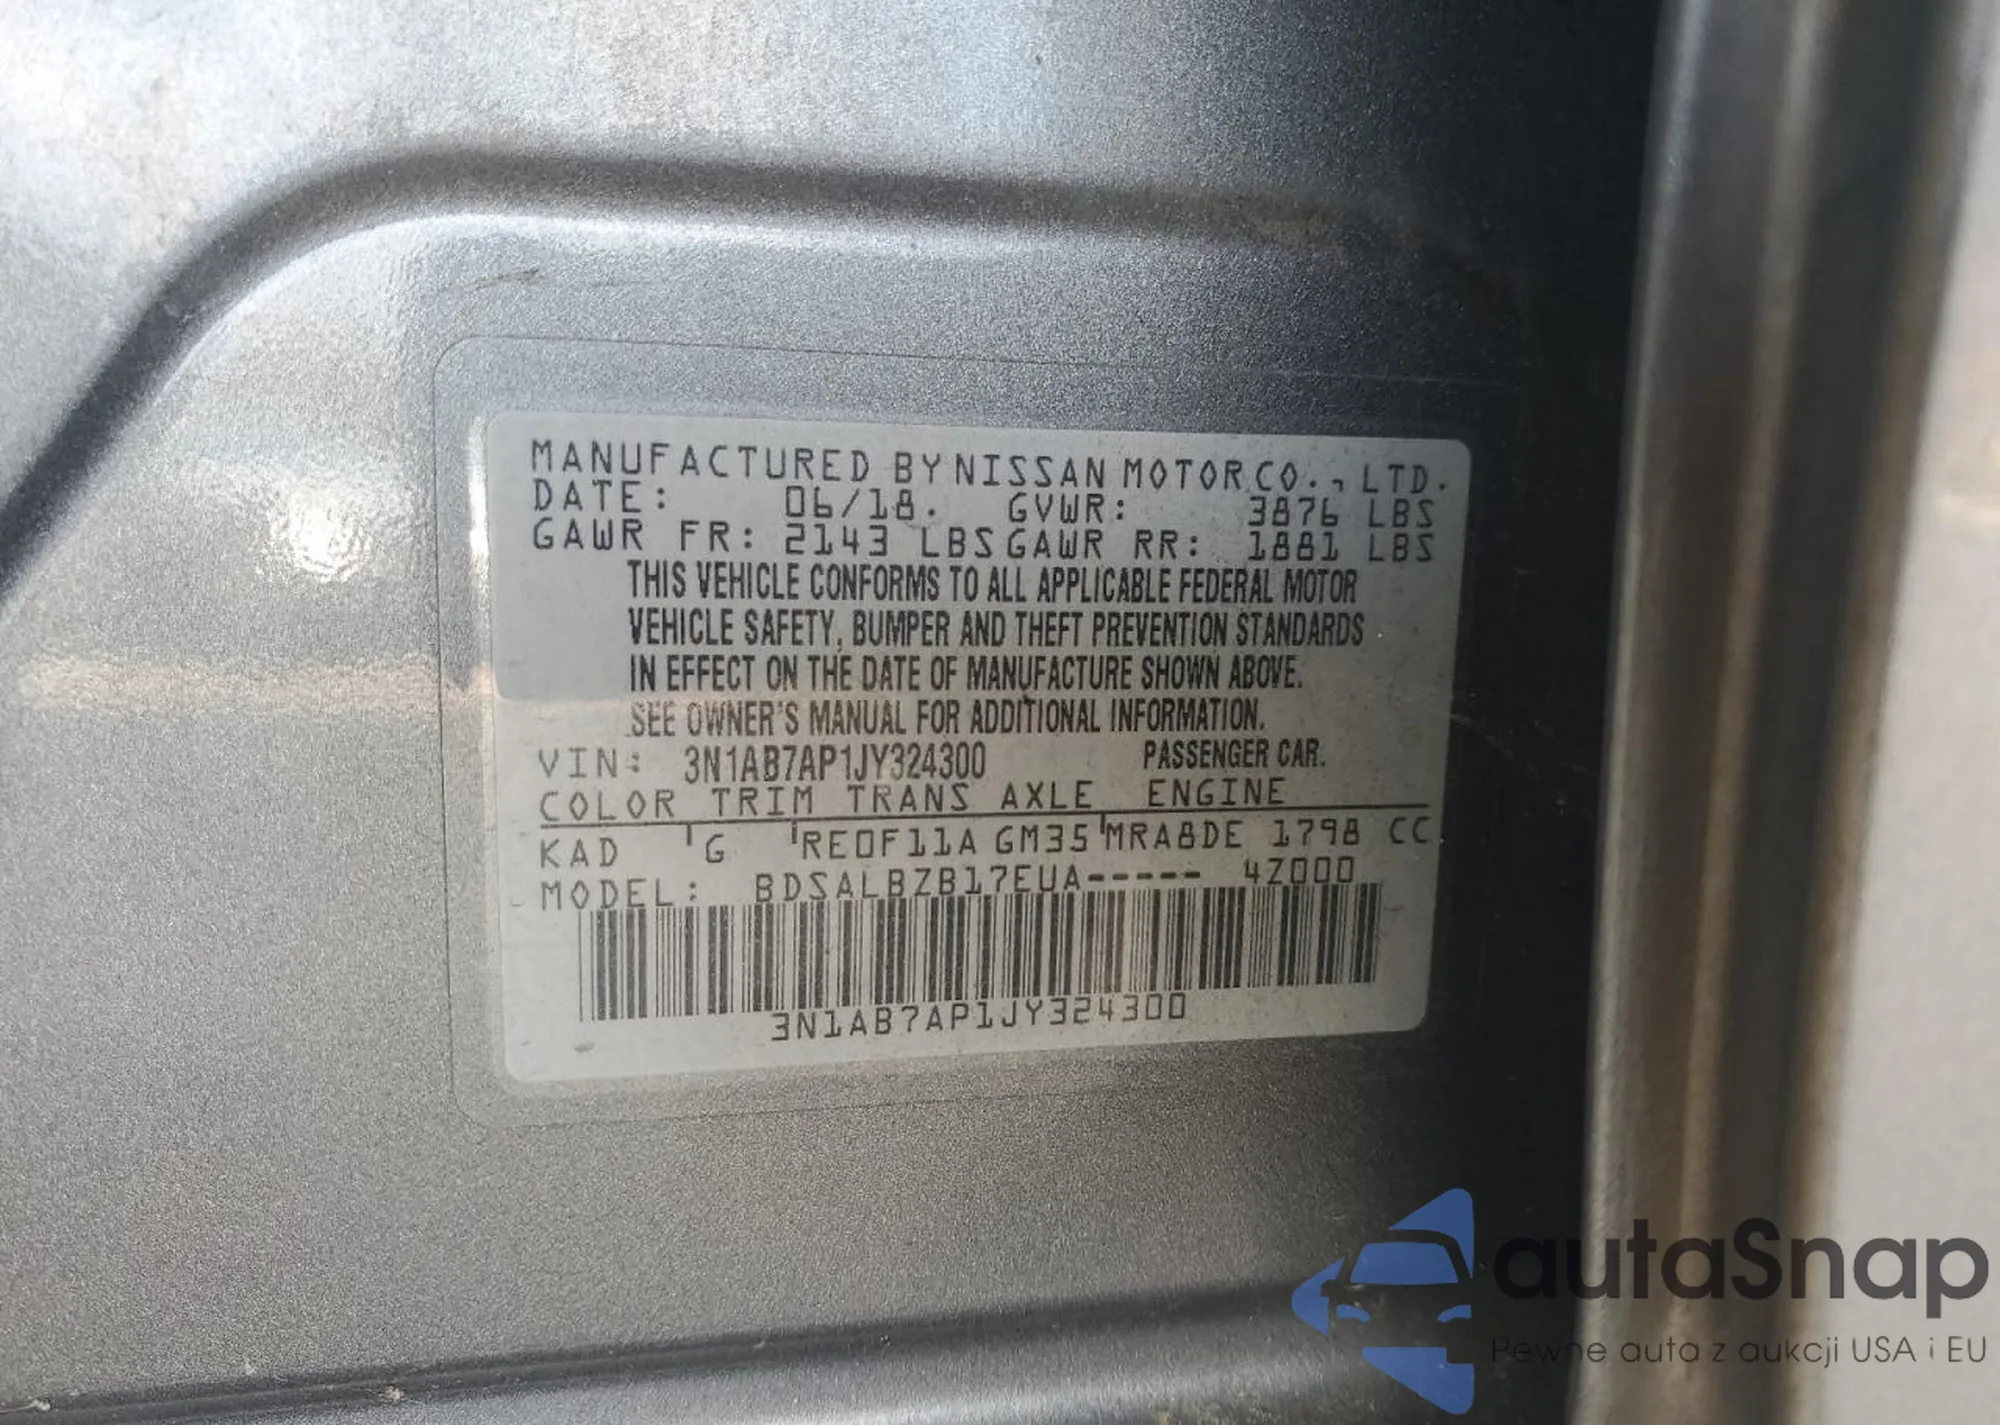 MANUFACTURED BY NISSAN MOTOR CO., LTD.
DATE: 06/18. GVWR: 3876 LBS
GAWR FR: 2143 LBS GAWR RR: 1881 LBS
THIS VEHICLE CONFORMS TO ALL APPLICABLE FEDERAL MOTOR
VEHICLE SAFETY, BUMPER AND THEFT PREVENTION STANDARDS
IN EFFECT ON THE DATE OF MANUFACTURE SHOWN ABOVE.
SEE OWNER'S MANUAL FOR ADDITIONAL INFORMATION.
VIN: 3N1AB7AP1JY324300 PASSENGER CAR.
COLOR TRIM TRANS AXLE ENGINE
KAD G RE0F11A GM35 MRA8DE 1798 CC
MODEL: BDSALBZB17EUA----- 4Z000
3N1AB7AP1JY324300
autaSnap
Pewne auta z aukcji USA i EU